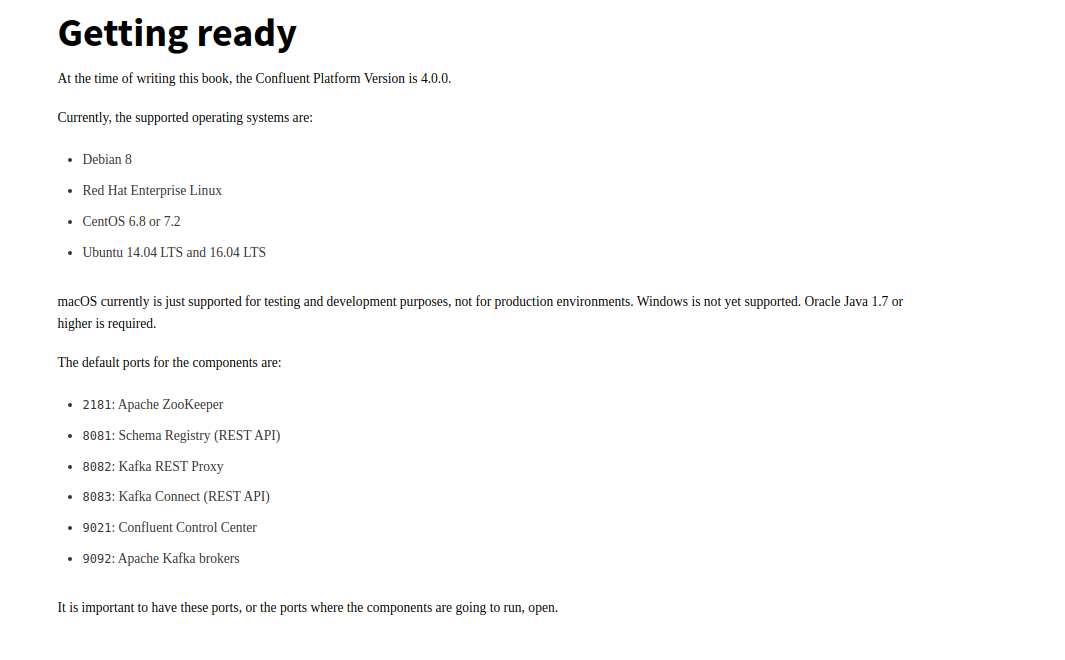 Getting ready
At the time of writing this book, the Confluent Platform Version is 4.0.0.
Currently, the supported operating systems are:
• Debian 8
• Red Hat Enterprise Linux
• CentOS 6.8 or 7.2
• Ubuntu 14.04 LTS and 16.04 LTS
macOS currently is just supported for testing and development purposes, not for production environments. Windows is not yet supported. Oracle Java 1.7 or
higher is required.
The default ports for the components are:
• 2181: Apache ZooKeeper
• 8081: Schema Registry (REST API)
• 8082: Kafka REST Proxy
• 8083: Kafka Connect (REST API)
• 9021: Confluent Control Center
• 9092: Apache Kafka brokers
It is important to have these ports, or the ports where the components are going to run, open.